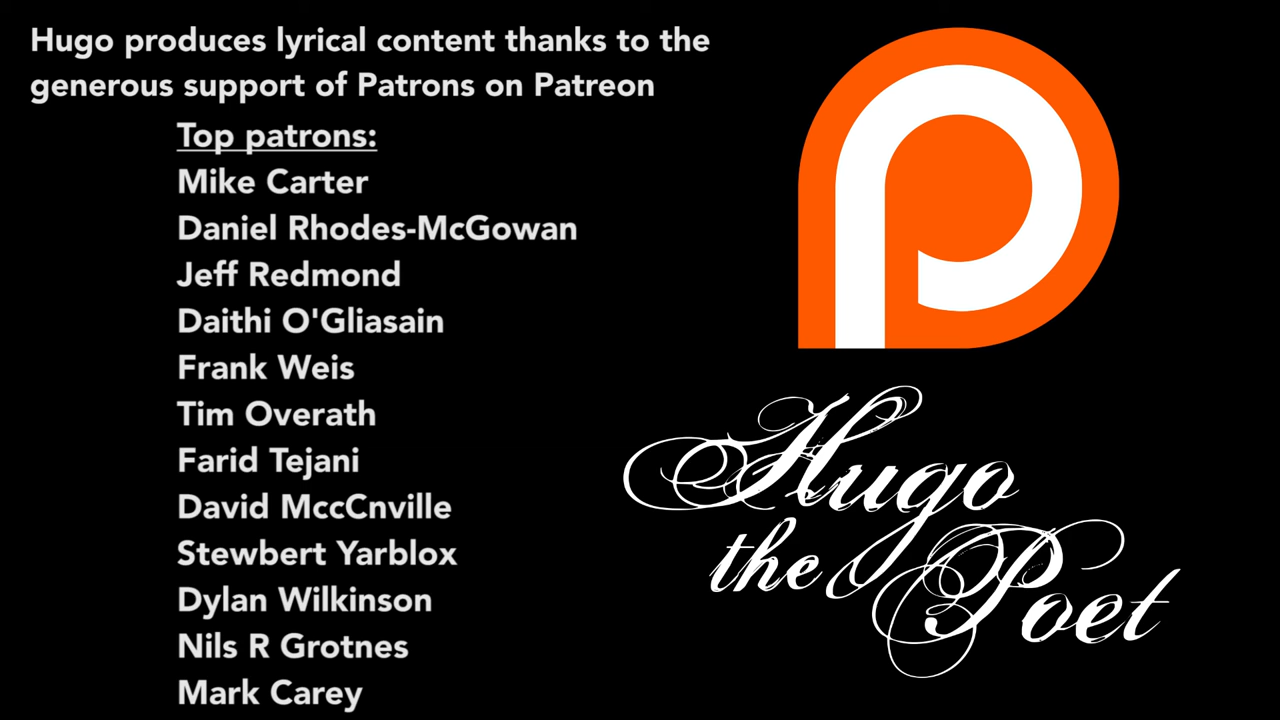 Hugo produces lyrical content thanks to the
generous support of Patrons on Patreon
Top patrons:
Mike Carter
Daniel Rhodes-McGowan
Jeff Redmond
Daithi O'Gliasain
Frank Weis
Tim Overath
Farid Tejani
David MccCnville
Stewbert Yarblox
Dylan Wilkinson
Nils R Grotnes
Mark Carey
Hugo
the Poet